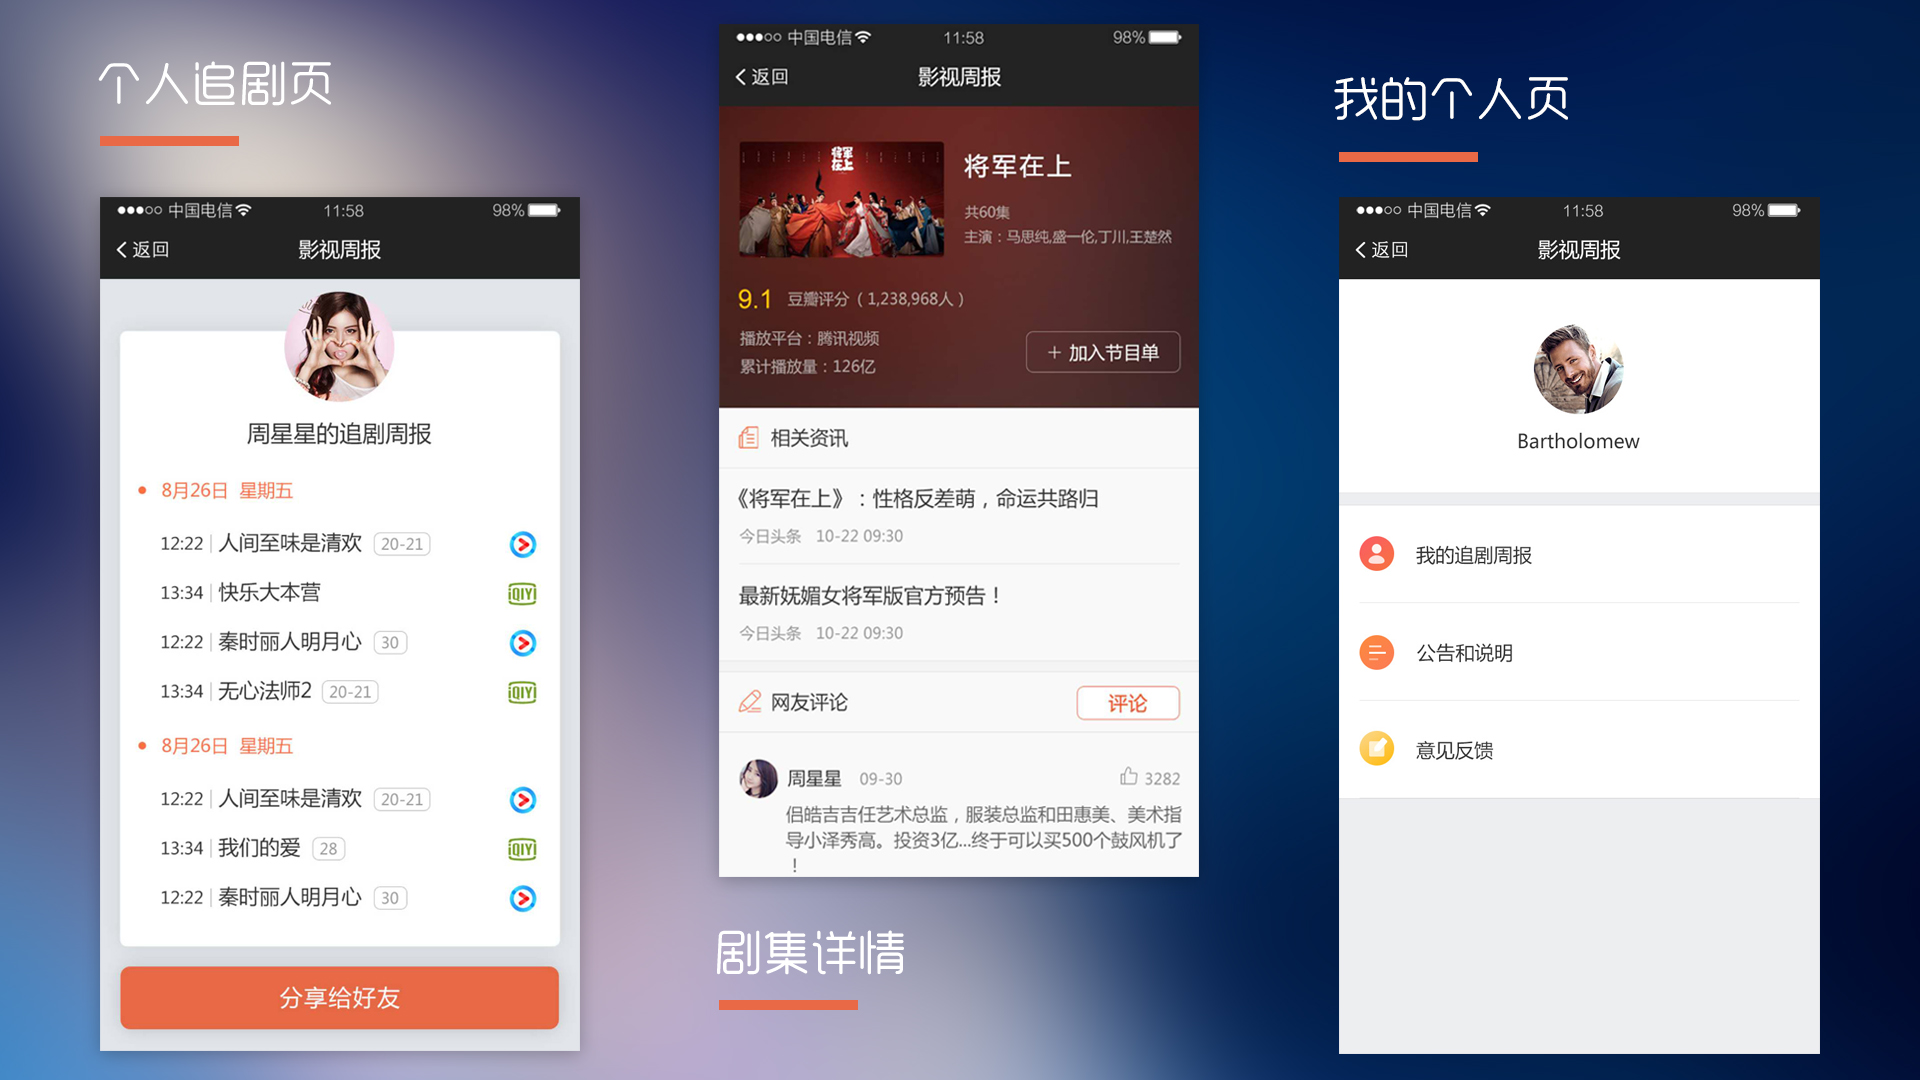 个人追剧页
中国电信 11:58 98%
返回 影视周报
周星星的追剧周报
8月26日 星期五
12:22 人间至味是清欢 20-21
13:34 快乐大本营 iQIYI
12:22 秦时丽人明月心 30
13:34 无心法师2 20-21 iQIYI
8月26日 星期五
12:22 人间至味是清欢 20-21
13:34 我们的爱 28 iQIYI
12:22 秦时丽人明月心 30
分享给好友
中国电信 11:58 98%
返回 影视周报
将军在上
将军在上
共60集
主演：马思纯,盛一伦,丁川,王楚然
9.1 豆瓣评分（1,238,968人）
播放平台：腾讯视频
累计播放量：126亿
+ 加入节目单
相关资讯
《将军在上》：性格反差萌，命运共路归
今日头条 10-22 09:30
最新妩媚女将军版官方预告！
今日头条 10-22 09:30
网友评论 评论
周星星 09-30 3282
侣皓吉吉任艺术总监，服装总监和田惠美、美术指
导小泽秀高。投资3亿...终于可以买500个鼓风机了
！
剧集详情
我的个人页
中国电信 11:58 98%
返回 影视周报
Bartholomew
我的追剧周报
公告和说明
意见反馈